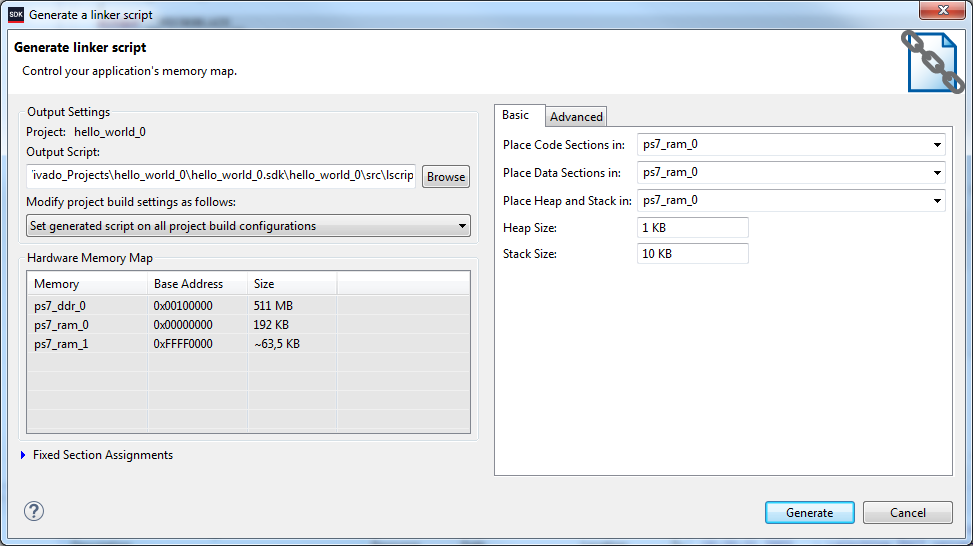 SDK Generate a linker script
Generate linker script
Control your application's memory map.
Output Settings
Project: hello_world_0
Output Script:
ivado_Projects\hello_world_0\hello_world_0.sdk\hello_world_0\src\lscrip
Browse
Modify project build settings as follows:
Set generated script on all project build configurations
Hardware Memory Map
Memory Base Address Size
ps7_ddr_0 0x00100000 511 MB
ps7_ram_0 0x00000000 192 KB
ps7_ram_1 0xFFFF0000 ~63,5 KB
Fixed Section Assignments
Basic Advanced
Place Code Sections in: ps7_ram_0
Place Data Sections in: ps7_ram_0
Place Heap and Stack in: ps7_ram_0
Heap Size: 1 KB
Stack Size: 10 KB
? Generate Cancel